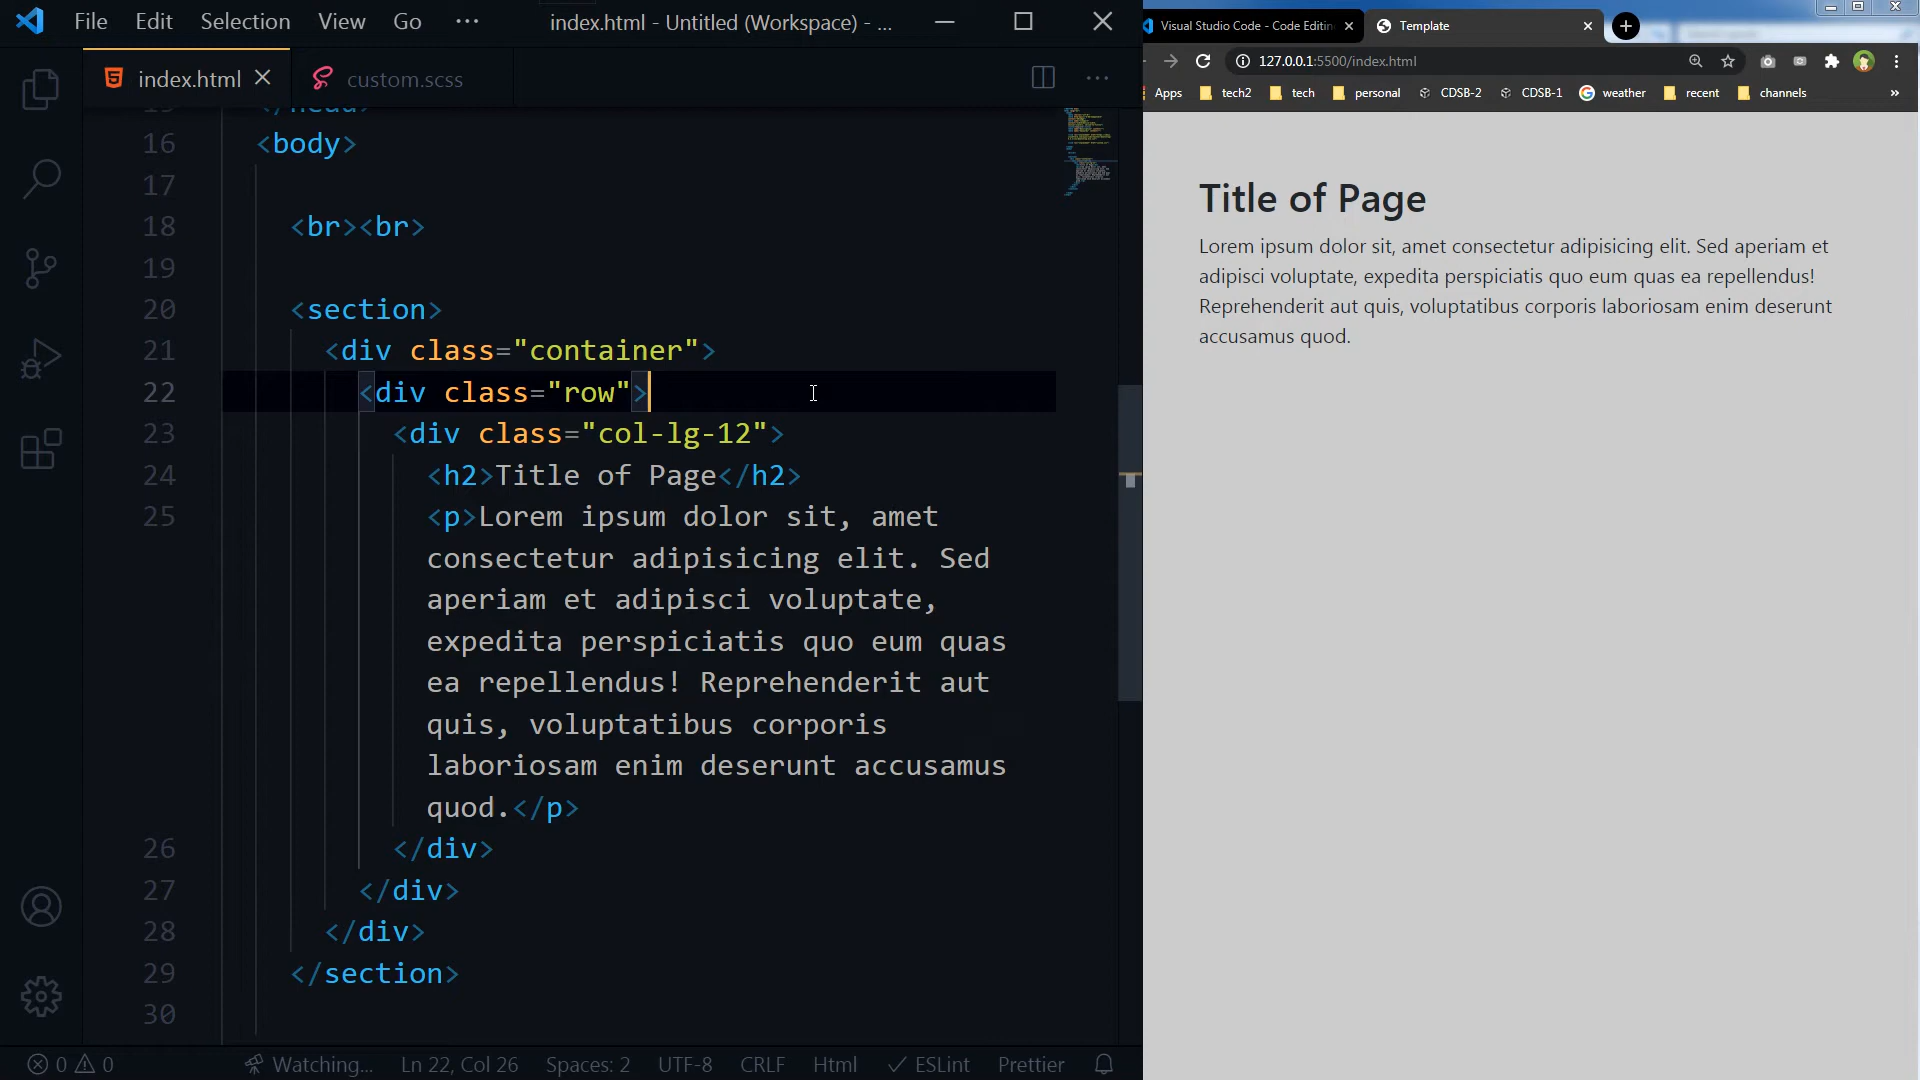 File Edit Selection View Go ··· index.html - Untitled (Workspace) - ...
index.html custom.scss
16 <body>
17
18 <br><br>
19
20 <section>
21 <div class="container">
22 <div class="row">
23 <div class="col-lg-12">
24 <h2>Title of Page</h2>
25 <p>Lorem ipsum dolor sit, amet
consectetur adipisicing elit. Sed
aperiam et adipisci voluptate,
expedita perspiciatis quo eum quas
ea repellendus! Reprehenderit aut
quis, voluptatibus corporis
laboriosam enim deserunt accusamus
quod.</p>
26 </div>
27 </div>
28 </div>
29 </section>
30
0 0 Watching... Ln 22, Col 26 Spaces: 2 UTF-8 CRLF Html ESLint Prettier
Visual Studio Code - Code Editin Template
127.0.0.1:5500/index.html
Apps tech2 tech personal CDSB-2 CDSB-1 weather recent channels »
Title of Page
Lorem ipsum dolor sit, amet consectetur adipisicing elit. Sed aperiam et
adipisci voluptate, expedita perspiciatis quo eum quas ea repellendus!
Reprehenderit aut quis, voluptatibus corporis laboriosam enim deserunt
accusamus quod.